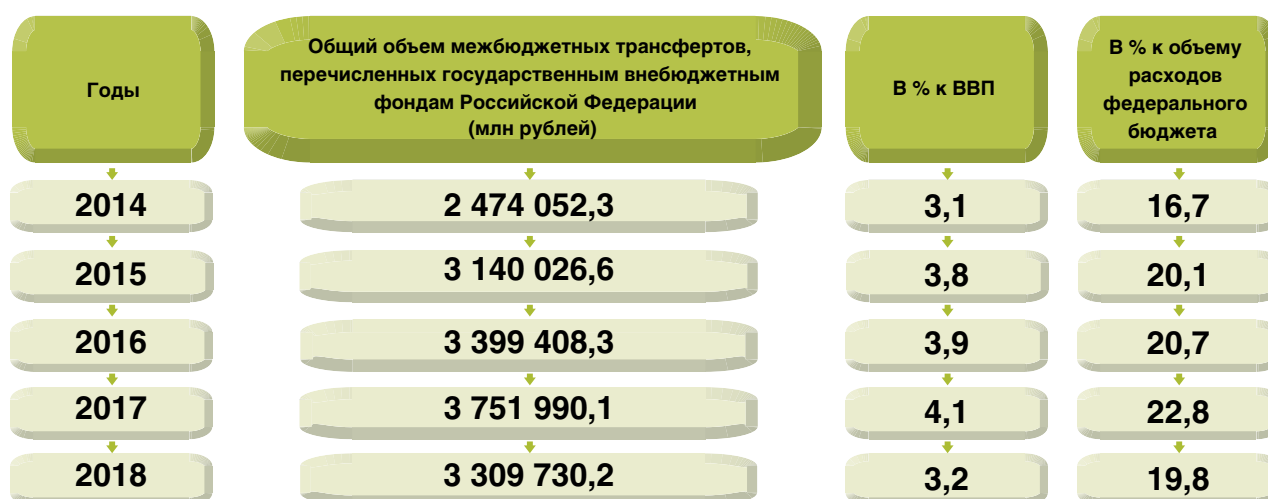 Годы
Общий объем межбюджетных трансфертов,
перечисленных государственным внебюджетным
фондам Российской Федерации
(млн рублей)
В % к ВВП
В % к объему
расходов
федерального
бюджета
2014 2 474 052,3 3,1 16,7
2015 3 140 026,6 3,8 20,1
2016 3 399 408,3 3,9 20,7
2017 3 751 990,1 4,1 22,8
2018 3 309 730,2 3,2 19,8